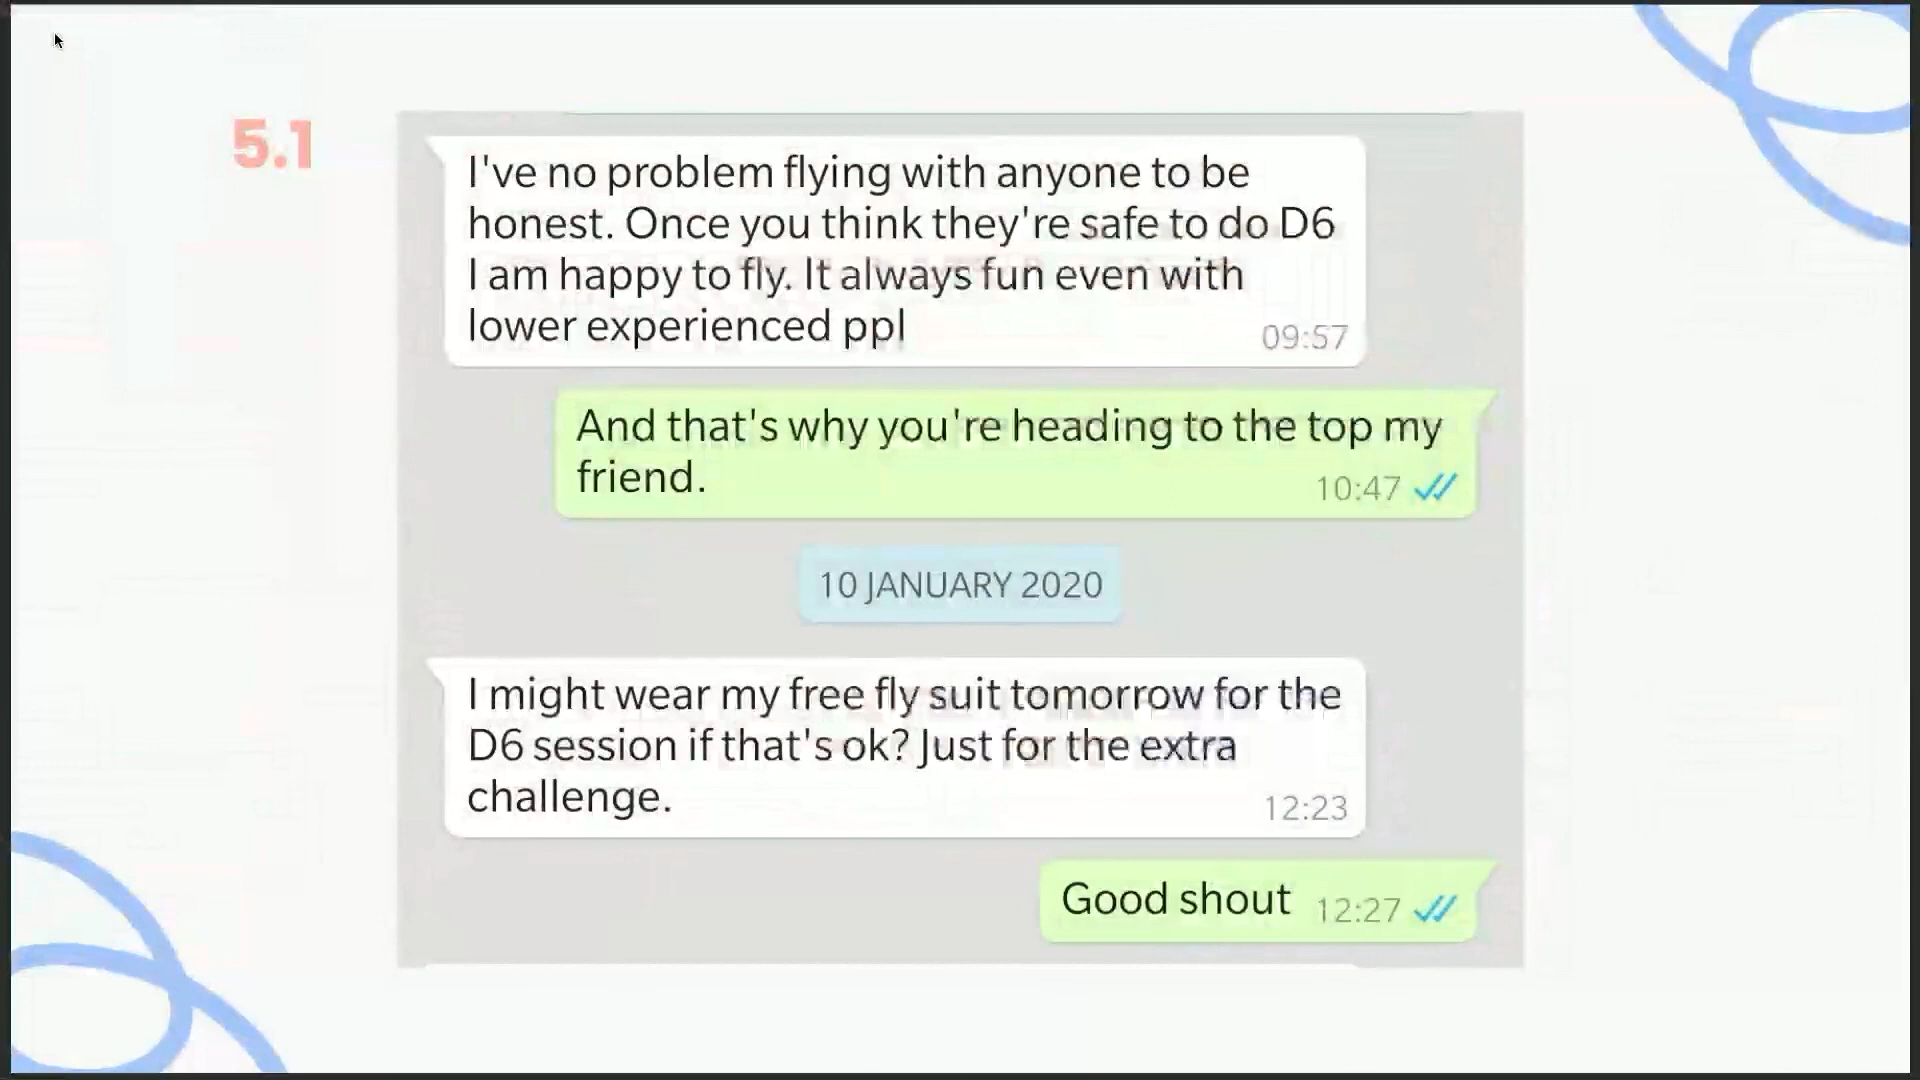 5.1
I've no problem flying with anyone to be
honest. Once you think they're safe to do D6
I am happy to fly. It always fun even with
lower experienced ppl
09:57
And that's why you're heading to the top my
friend.
10:47
10 JANUARY 2020
I might wear my free fly suit tomorrow for the
D6 session if that's ok? Just for the extra
challenge.
12:23
Good shout 12:27